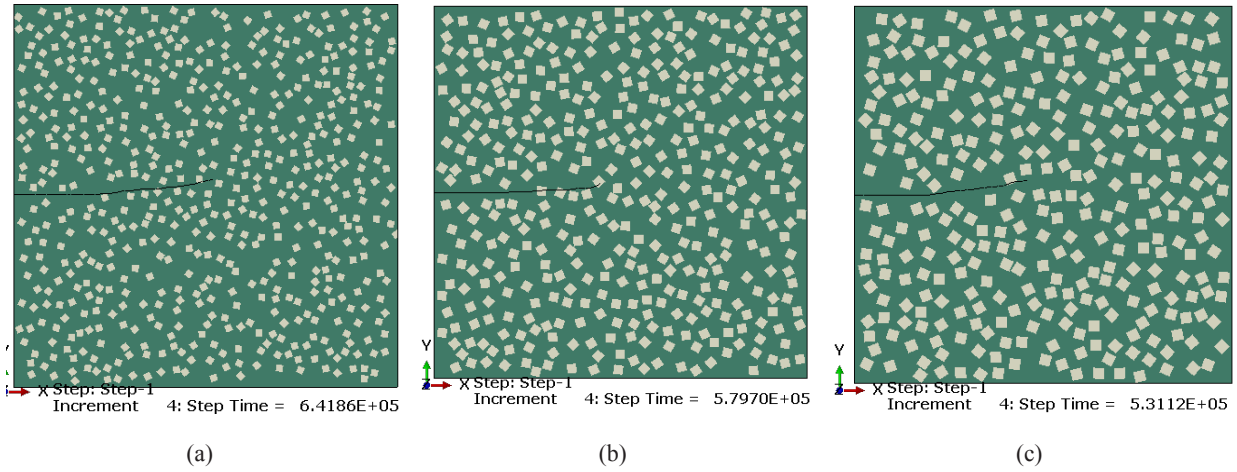 Y
X Step: Step-1
Increment 4: Step Time = 6.4186E+05
(a)
Y
Z X Step: Step-1
Increment 4: Step Time = 5.7970E+05
(b)
Y
Z X Step: Step-1
Increment 4: Step Time = 5.3112E+05
(c)